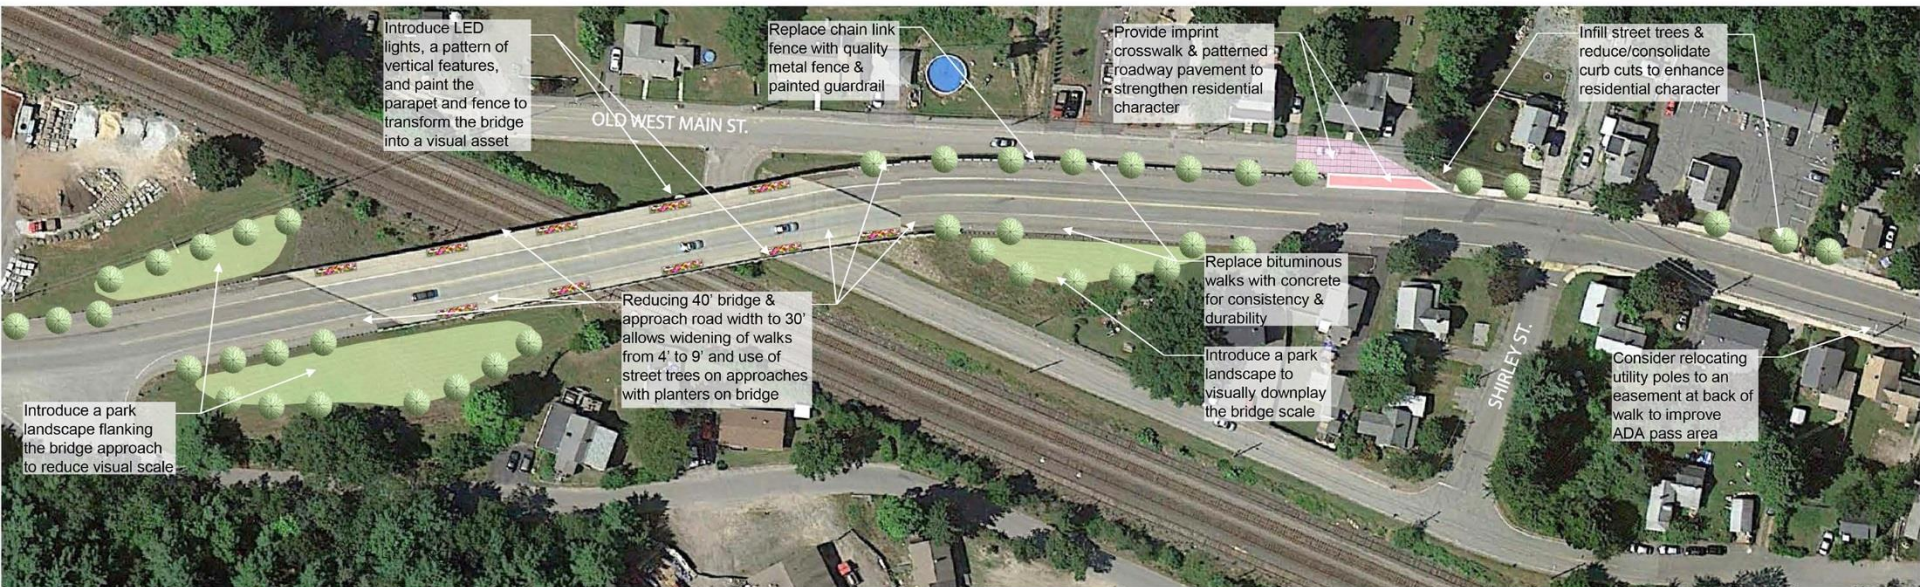 Introduce LED
lights, a pattern of
vertical features,
and paint the
parapet and fence to
transform the bridge
into a visual asset
Replace chain link
fence with quality
metal fence &
painted guardrail
Provide imprint
crosswalk & patterned
roadway pavement to
strengthen residential
character
Infill street trees &
reduce/consolidate
curb cuts to enhance
residential character
OLD WEST MAIN ST.
Reducing 40' bridge &
approach road width to 30'
allows widening of walks
from 4' to 9' and use of
street trees on approaches
with planters on bridge
Replace bituminous
walks with concrete
for consistency &
durability
Introduce a park
landscape to
visually downplay
the bridge scale
SHIRLEY ST.
Consider relocating
utility poles to an
easement at back of
walk to improve
ADA pass area
Introduce a park
landscape flanking
the bridge approach
to reduce visual scale